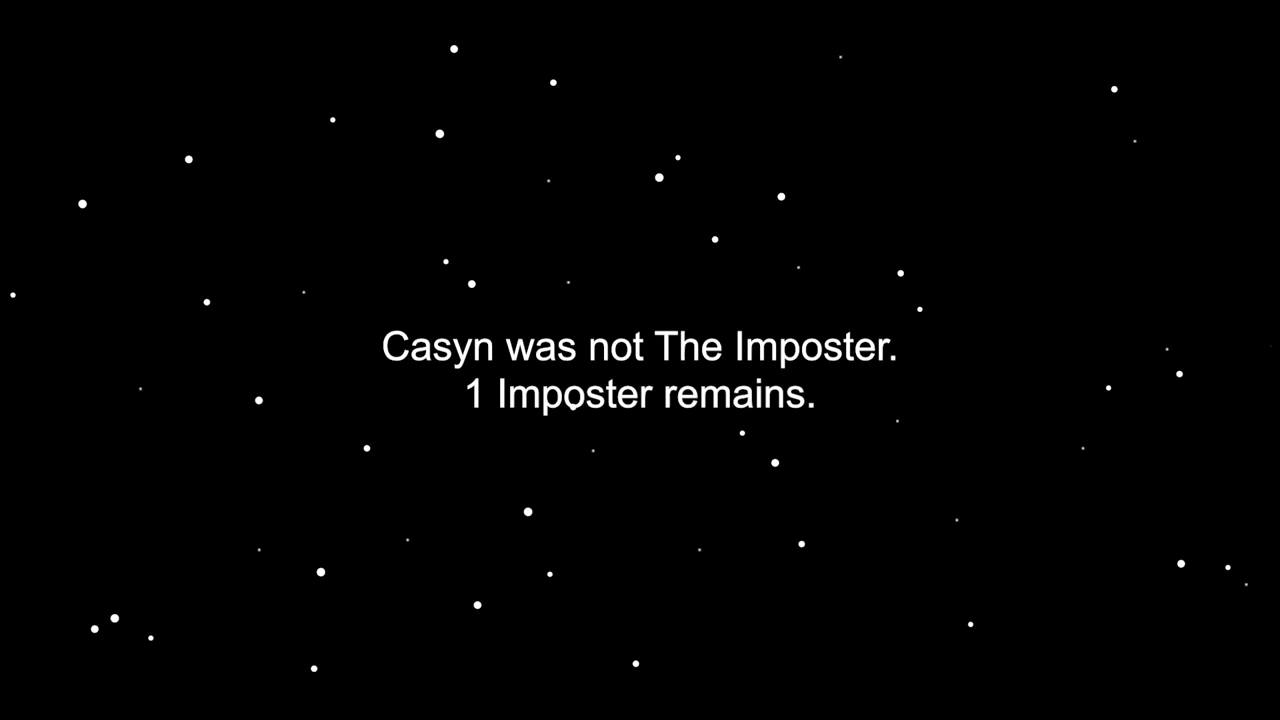 Casyn was not The Imposter.
1 Imposter remains.